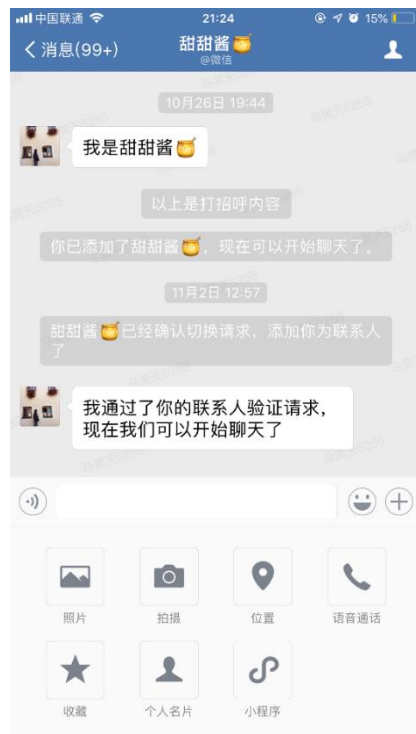 中国联通 21:24 15%
消息(99+) 甜甜酱🍯
@微信
10月26日 19:44
我是甜甜酱🍯
以上是打招呼内容
你已添加了甜甜酱🍯，现在可以开始聊天了。
11月2日 12:57
甜甜酱🍯已经确认切换请求，添加你为联系人
了
我通过了你的联系人验证请求，
现在我们可以开始聊天了
照片 拍摄 位置 语音通话
收藏 个人名片 小程序